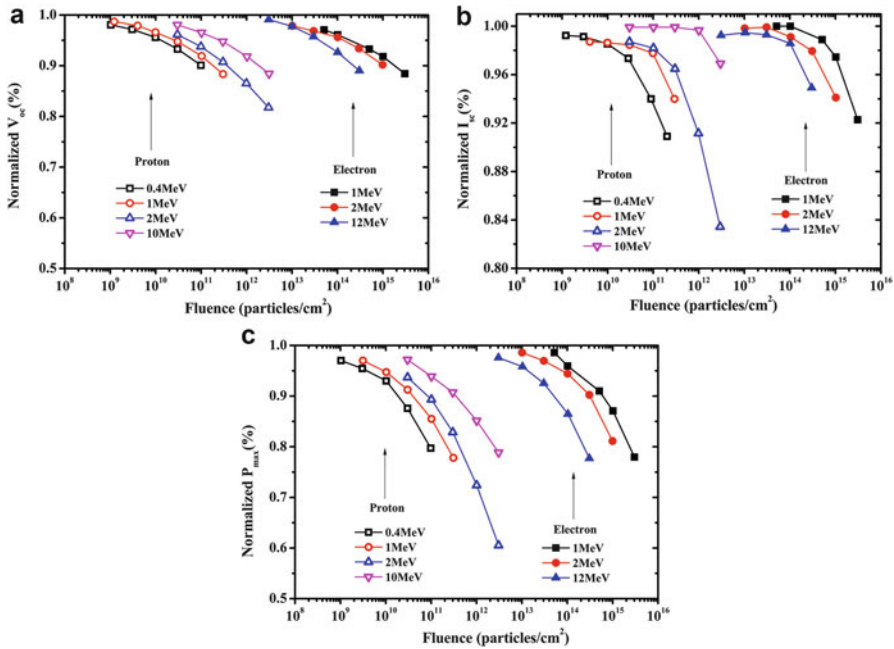 a
Normalized Voc(%)
1.0
0.9
0.8
0.7
0.6
0.5
Proton
0.4MeV
1MeV
2MeV
10MeV
Electron
1MeV
2MeV
12MeV
10^8 10^9 10^10 10^11 10^12 10^13 10^14 10^15 10^16
Fluence (particles/cm^2)
b
Normalized Isc(%)
1.00
0.96
0.92
0.88
0.84
0.80
Proton
0.4MeV
1MeV
2MeV
10MeV
Electron
1MeV
2MeV
12MeV
10^8 10^9 10^10 10^11 10^12 10^13 10^14 10^15 10^16
Fluence (particles/cm^2)
c
Normalized Pmax(%)
1.0
0.9
0.8
0.7
0.6
0.5
Proton
0.4MeV
1MeV
2MeV
10MeV
Electron
1MeV
2MeV
12MeV
10^8 10^9 10^10 10^11 10^12 10^13 10^14 10^15 10^16
Fluence (particles/cm^2)